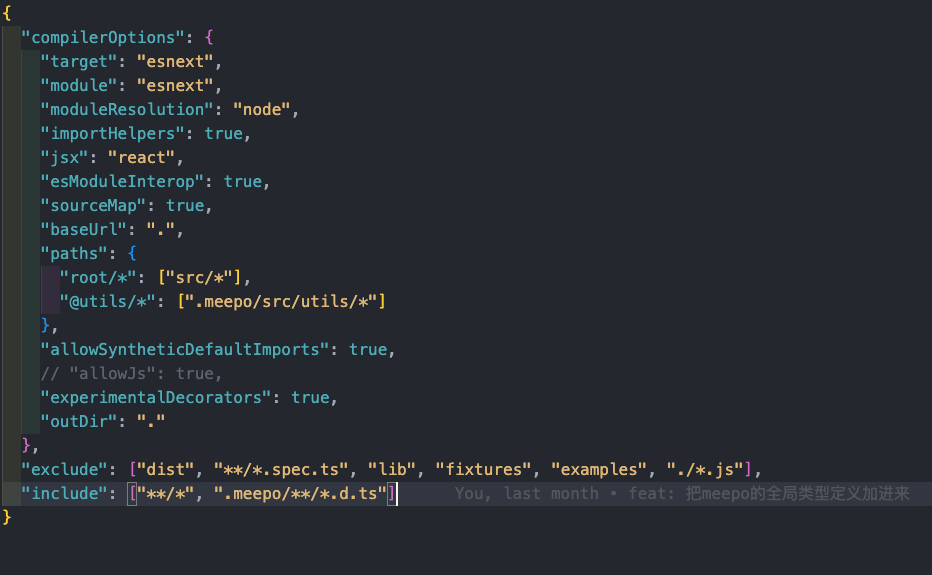 {
  "compilerOptions": {
    "target": "esnext",
    "module": "esnext",
    "moduleResolution": "node",
    "importHelpers": true,
    "jsx": "react",
    "esModuleInterop": true,
    "sourceMap": true,
    "baseUrl": ".",
    "paths": {
      "root/*": ["src/*"],
      "@utils/*": [".meepo/src/utils/*"]
    },
    "allowSyntheticDefaultImports": true,
    // "allowJs": true,
    "experimentalDecorators": true,
    "outDir": "."
  },
  "exclude": ["dist", "**/*.spec.ts", "lib", "fixtures", "examples", "./*.js"],
  "include": ["**/*", ".meepo/**/*.d.ts"] You, last month • feat: 把meepo的全局类型定义加进来
}